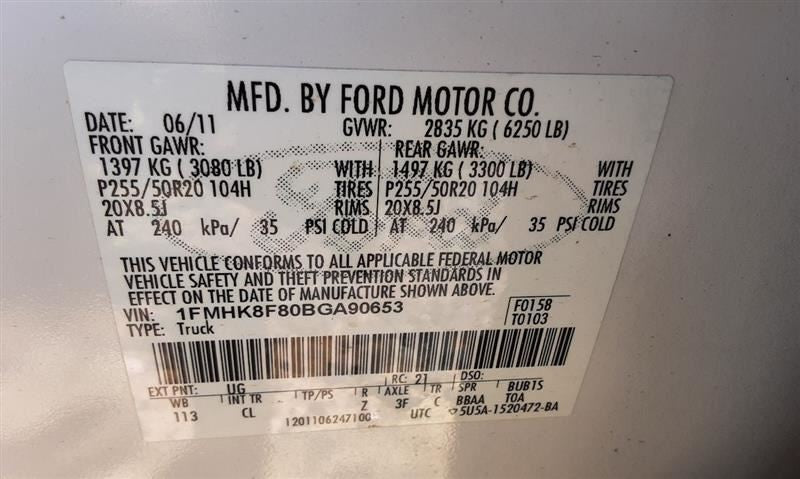 MFD. BY FORD MOTOR CO.
DATE: 06/11 GVWR: 2835 KG ( 6250 LB)
FRONT GAWR: REAR GAWR:
1397 KG ( 3080 LB) WITH 1497 KG ( 3300 LB) WITH
P255/50R20 104H TIRES P255/50R20 104H TIRES
20X8.5J RIMS 20X8.5J RIMS
AT 240 kPa/ 35 PSI COLD AT 240 kPa/ 35 PSI COLD
THIS VEHICLE CONFORMS TO ALL APPLICABLE FEDERAL MOTOR
VEHICLE SAFETY AND THEFT PREVENTION STANDARDS IN
EFFECT ON THE DATE OF MANUFACTURE SHOWN ABOVE.
VIN: 1FMHK8F80BGA90653 F0158
TYPE: Truck T0103
EXT PNT: UG RC: 21 DSO:
WB INT TR TP/PS R AXLE TR SPR BUB1S
113 CL Z 3F C BBAA TOA
1201106247100 UTC 5U5A-1520472-BA